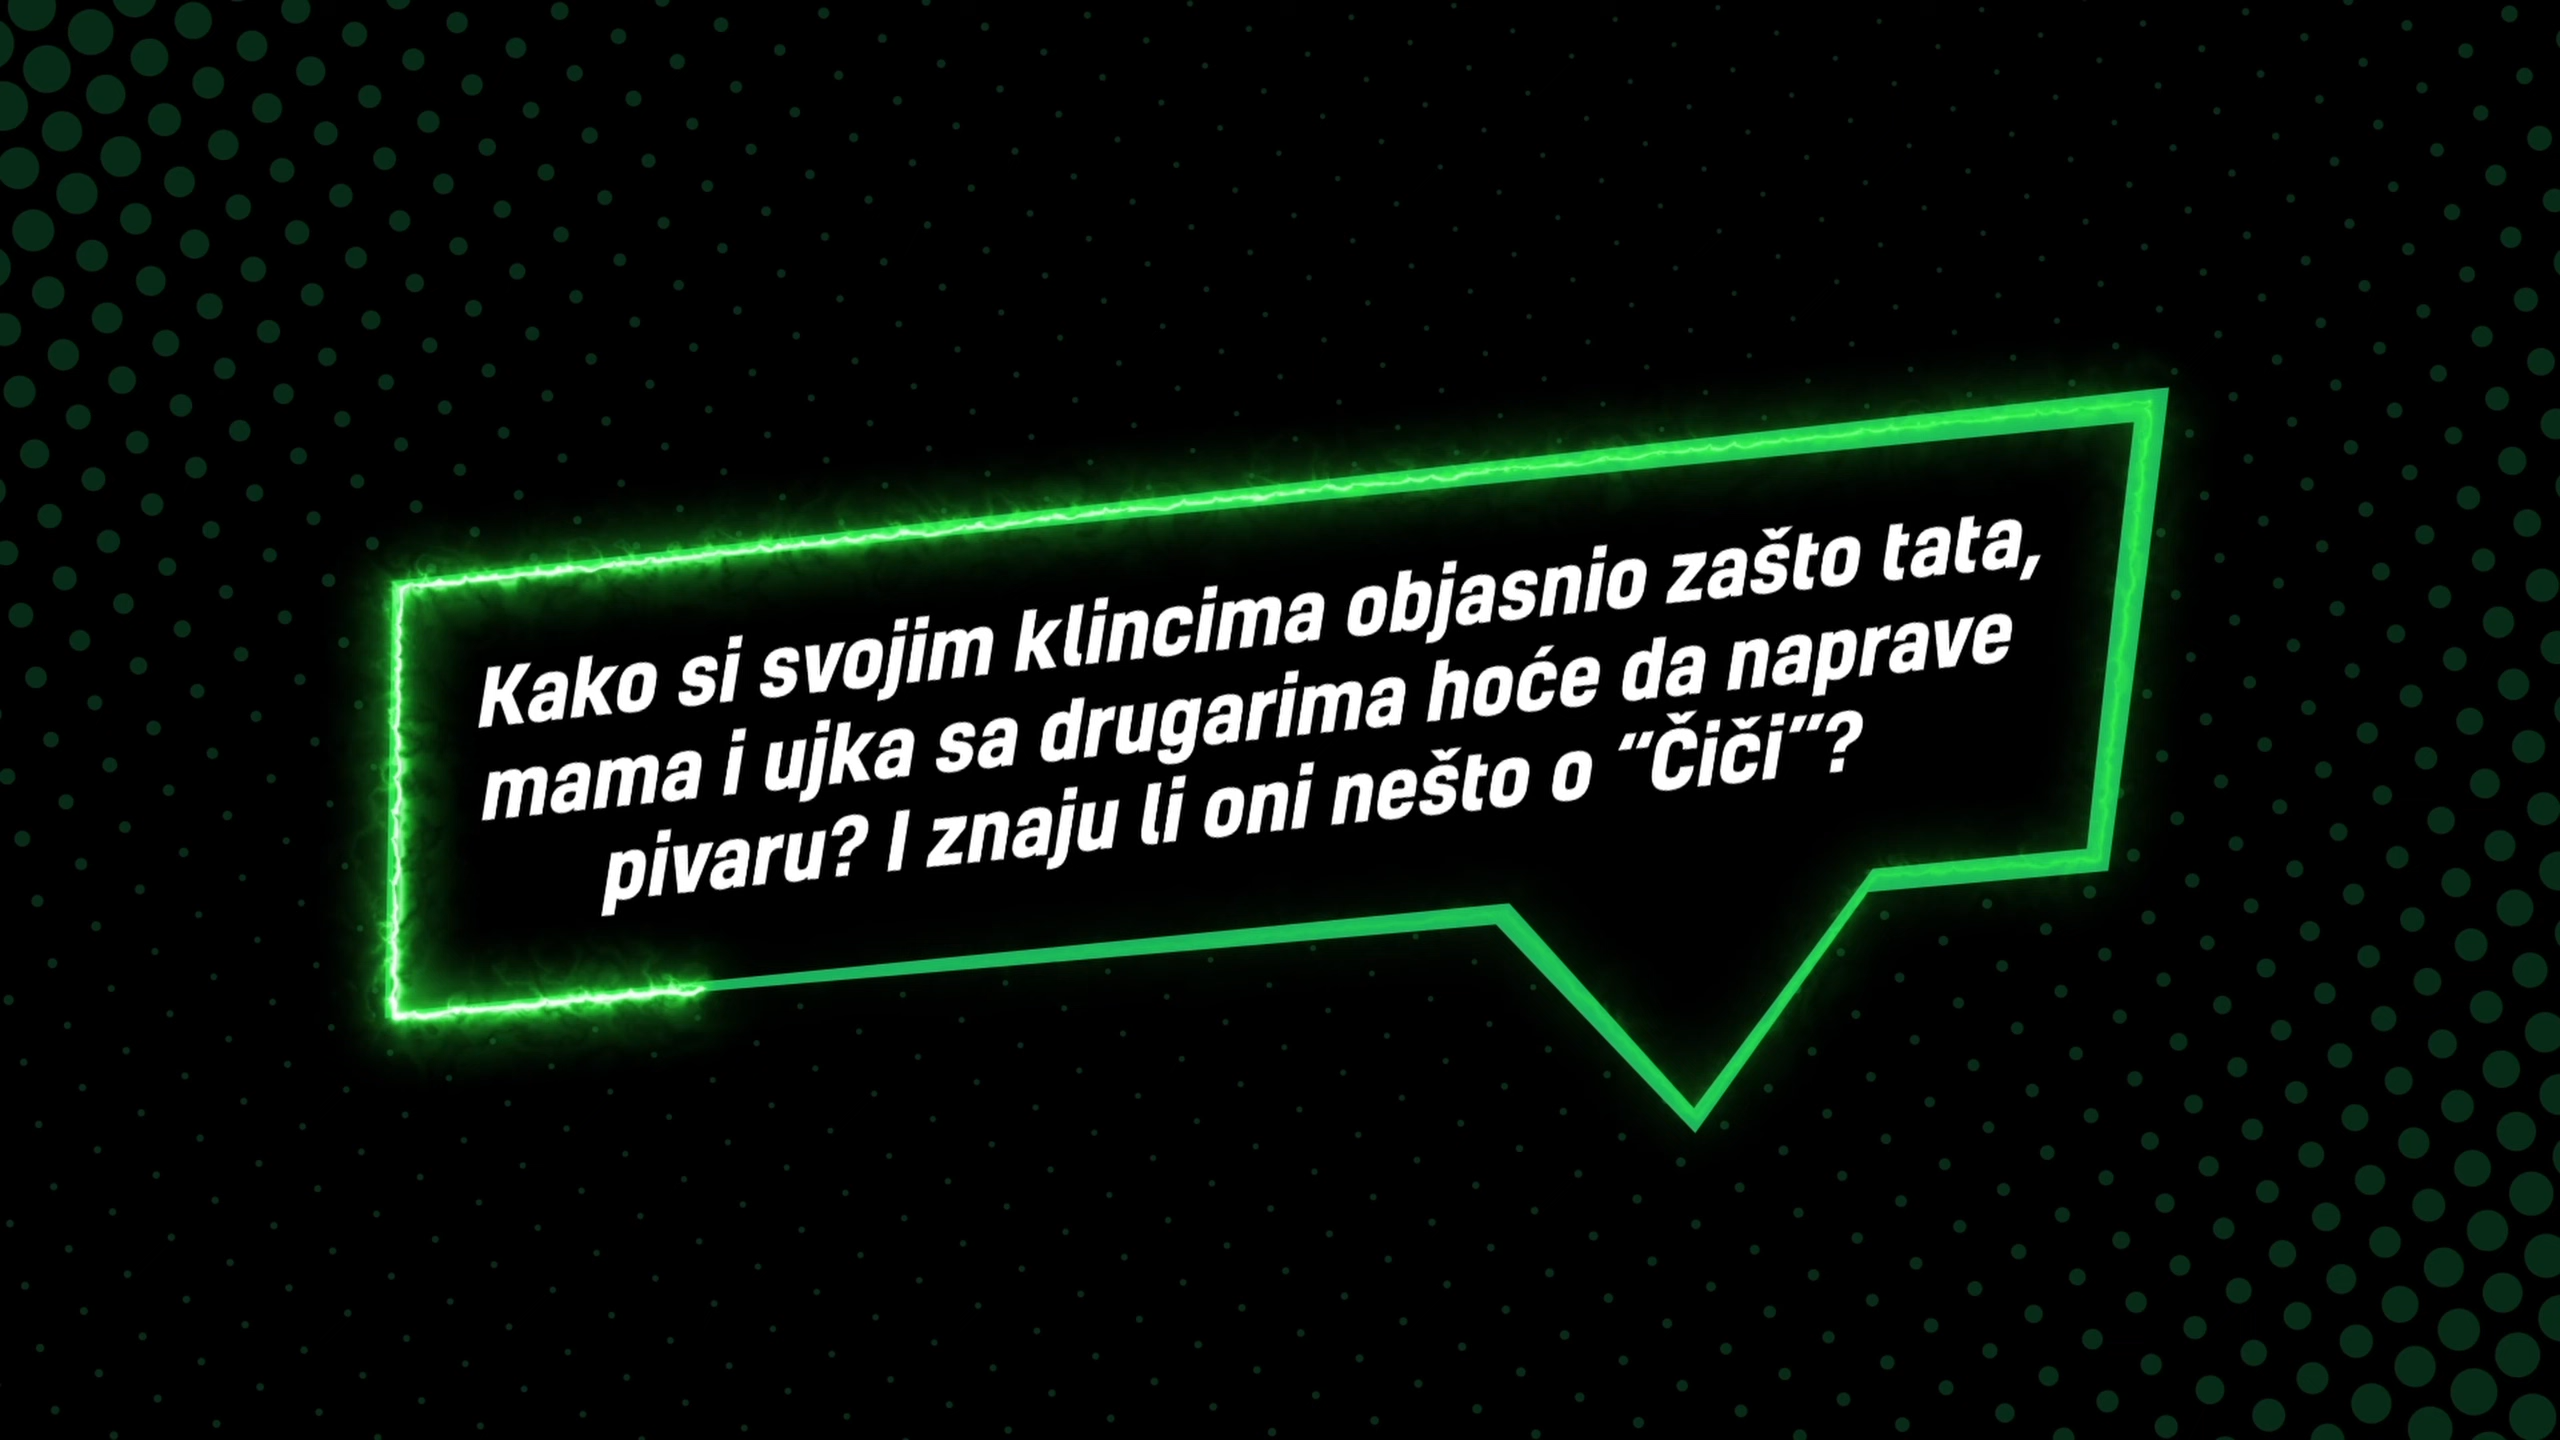 Kako si svojim klincima objasnio zašto tata,
mama i ujka sa drugarima hoće da naprave
pivaru? I znaju li oni nešto o “Čiči”?